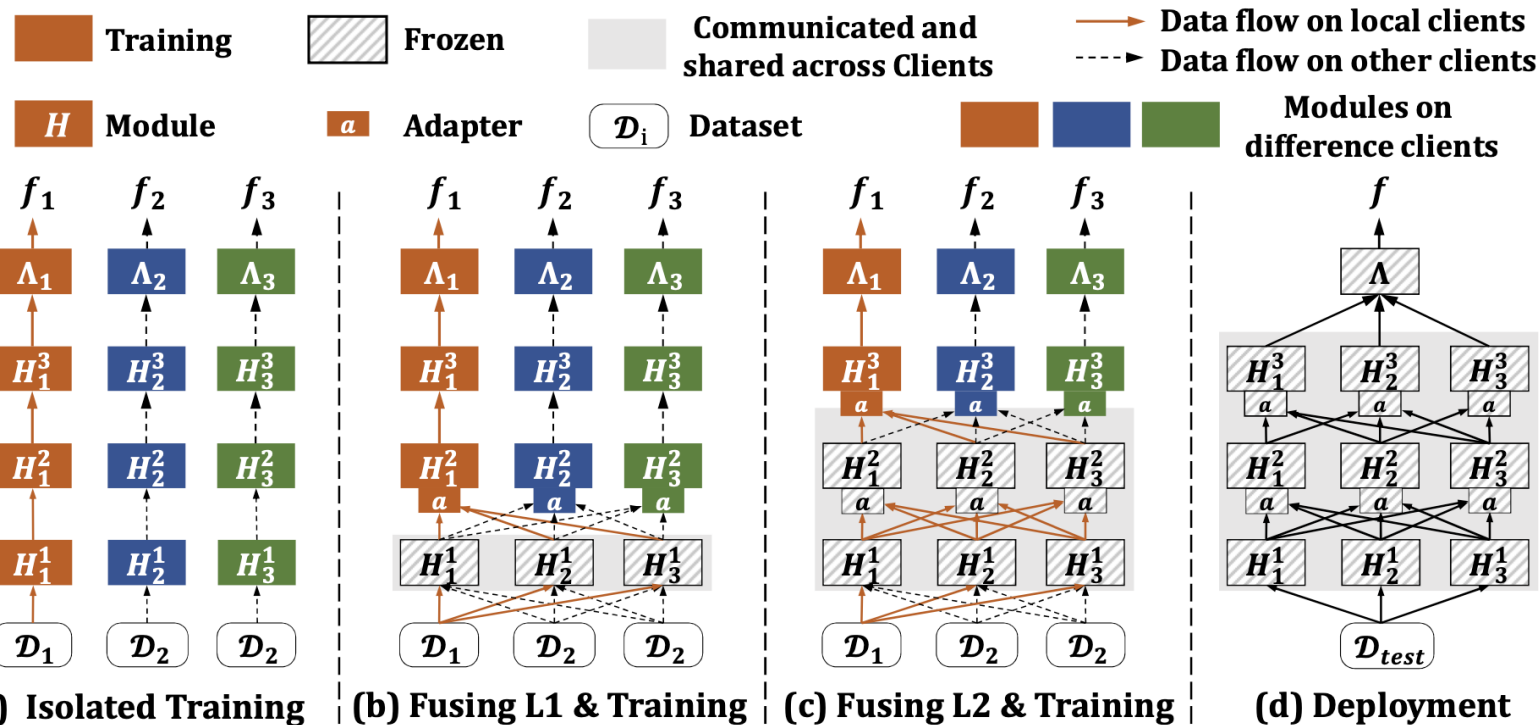 Training
Frozen
Communicated and
shared across Clients
Data flow on local clients
Data flow on other clients
H Module
a Adapter
𝒟i Dataset
Modules on
difference clients
f1 f2 f3
Λ1 Λ2 Λ3
H₁³ H₂³ H₃³
H₁² H₂² H₃²
H₁¹ H₂¹ H₃¹
𝒟1 𝒟2 𝒟2
) Isolated Training
f1 f2 f3
Λ1 Λ2 Λ3
H₁³ H₂³ H₃³
H₁² H₂² H₃²
a a a
H₁¹ H₂¹ H₃¹
𝒟1 𝒟2 𝒟2
(b) Fusing L1 & Training
f1 f2 f3
Λ1 Λ2 Λ3
H₁³ H₂³ H₃³
a a a
H₁² H₂² H₃²
a a a
H₁¹ H₂¹ H₃¹
𝒟1 𝒟2 𝒟2
(c) Fusing L2 & Training
f
Λ
H₁³ H₂³ H₃³
a a a
H₁² H₂² H₃²
a a a
H₁¹ H₂¹ H₃¹
𝒟test
(d) Deployment